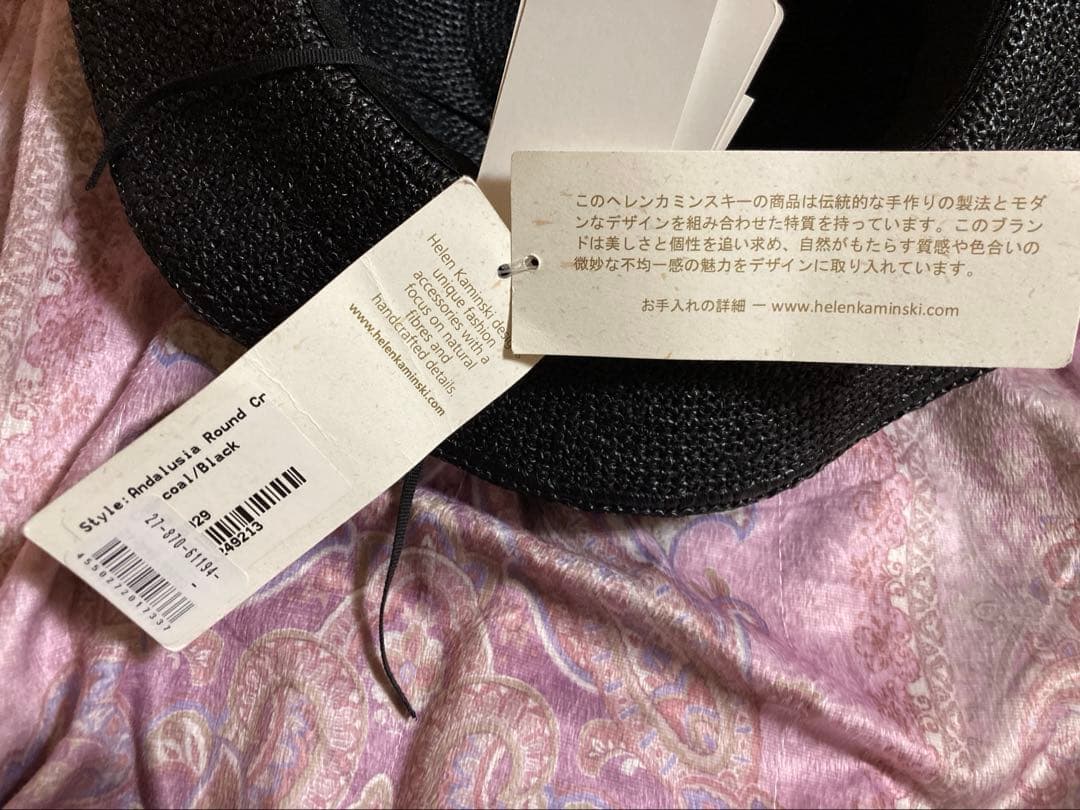 このヘレンカミンスキーの商品は伝統的な手作りの製法とモダ
ンなデザインを組み合わせた特質を持っています。このブラン
ドは美しさと個性を追い求め、自然がもたらす質感や色合いの
微妙な不均一感の魅力をデザインに取り入れています。
お手入れの詳細 ー www.helenkaminski.com
Helen Kaminski
unique fashion
accessories with a
focus on natural
fibres and
handcrafted details.
www.helenkaminski.com
Style:Andalusia Round Cr
coal/Black
29
49213
27-870-61194-
-
4550272017337